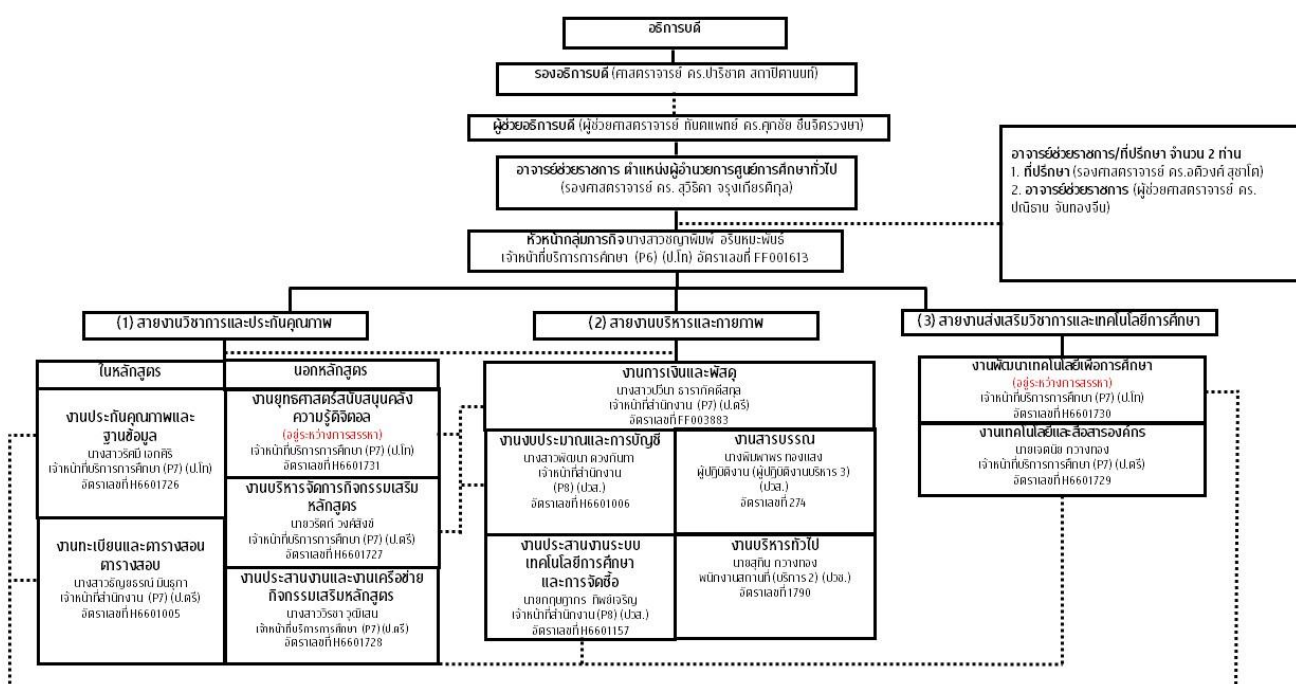 อธิการบดี
รองอธิการบดี (ศาสตราจารย์ ดร.ปาริชาต สถาปิตานนท์)
ผู้ช่วยอธิการบดี (ผู้ช่วยศาสตราจารย์ ทันตแพทย์ ดร.ศุภชัย ชื่นจิตรวงษา)
อาจารย์ช่วยราชการ ตำแหน่งผู้อำนวยการศูนย์การศึกษาทั่วไป
(รองศาสตราจารย์ ดร. สุวิธิดา จรุงเกียรติกุล)
อาจารย์ช่วยราชการ/ที่ปรึกษา จำนวน 2 ท่าน
1. ที่ปรึกษา (รองศาสตราจารย์ ดร.อติวงศ์ สุชาโต)
2. อาจารย์ช่วยราชการ (ผู้ช่วยศาสตราจารย์ ดร.
ปณิธาน จันทองจีน)
หัวหน้ากลุ่มภารกิจ นางสาวชญาพิมพ์ อรินหมะพันธ์
เจ้าหน้าที่บริการการศึกษา (P6) (ป.โท) อัตราเลขที่ FF001613
(1) สายงานวิชาการและประกันคุณภาพ
(2) สายงานบริหารและกายภาพ
(3) สายงานส่งเสริมวิชาการและเทคโนโลยีการศึกษา
ในหลักสูตร
งานประกันคุณภาพและ
ฐานข้อมูล
นางสาวริศมี เอกศิริ
เจ้าหน้าที่บริการการศึกษา (P7) (ป.โท)
อัตราเลขที่ H6601726
งานทะเบียนและตารางสอน
ตารางสอบ
นางสาวธัญยธรณ์ มินธุภา
เจ้าหน้าที่สำนักงาน (P7) (ป.ตรี)
อัตราเลขที่ H6601005
นอกหลักสูตร
งานยุทธศาสตร์สนับสนุนคลัง
ความรู้ดิจิตอล
(อยู่ระหว่างการสรรหา)
เจ้าหน้าที่บริการการศึกษา (P7) (ป.โท)
อัตราเลขที่ H6601731
งานบริหารจัดการกิจกรรมเสริม
หลักสูตร
นายวรัตถ์ วงศ์สิงข์
เจ้าหน้าที่บริการการศึกษา (P7) (ป.ตรี)
อัตราเลขที่ H6601727
งานประสานงานและงานเครือข่าย
กิจกรรมเสริมหลักสูตร
นางสาววิรชา วุฒิเสน
เจ้าหน้าที่บริการการศึกษา (P7) (ป.ตรี)
อัตราเลขที่ H6601728
งานการเงินและพัสดุ
นางสาวปวีนา ธาราภัคดีสกุล
เจ้าหน้าที่สำนักงาน (P7) (ป.ตรี)
อัตราเลขที่ FF003883
งานงบประมาณและการบัญชี
นางสาวพัฒนา ดวงกันทา
เจ้าหน้าที่สำนักงาน
(P8) (ปวส.)
อัตราเลขที่ H6601006
งานสารบรรณ
นางพิมพาพร ทองแสง
ผู้ปฏิบัติงาน (ผู้ปฏิบัติงานบริหาร 3)
(ปวส.)
อัตราเลขที่ 274
งานประสานงานระบบ
เทคโนโลยีการศึกษา
และการจัดซื้อ
นายกฤษฎากร ทิพย์เจริญ
เจ้าหน้าที่สำนักงาน (P8) (ปวส.)
อัตราเลขที่ H6601157
งานบริหารทั่วไป
นายสุทิน กวางทอง
พนักงานสถานที่ (บริการ 2) (ปวช.)
อัตราเลขที่ 1790
งานพัฒนาเทคโนโลยีเพื่อการศึกษา
(อยู่ระหว่างการสรรหา)
เจ้าหน้าที่บริการการศึกษา (P7) (ป.โท)
อัตราเลขที่ H6601730
งานเทคโนโลยีและสื่อสารองค์กร
นายเจตนัย กวางทอง
เจ้าหน้าที่บริการการศึกษา (P7) (ป.ตรี)
อัตราเลขที่ H6601729